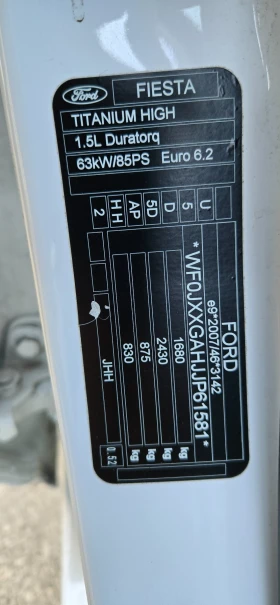 Ford FIESTA
TITANIUM HIGH
1.5L Duratorq
63kW/85PS Euro 6.2
FORD
e9*2007/46*3142
*WF0JXXGAHJJP61581*
1680 kg
2430 kg
875 kg
830 kg
U 5 D 5D AP HH 2
JHH 0.52